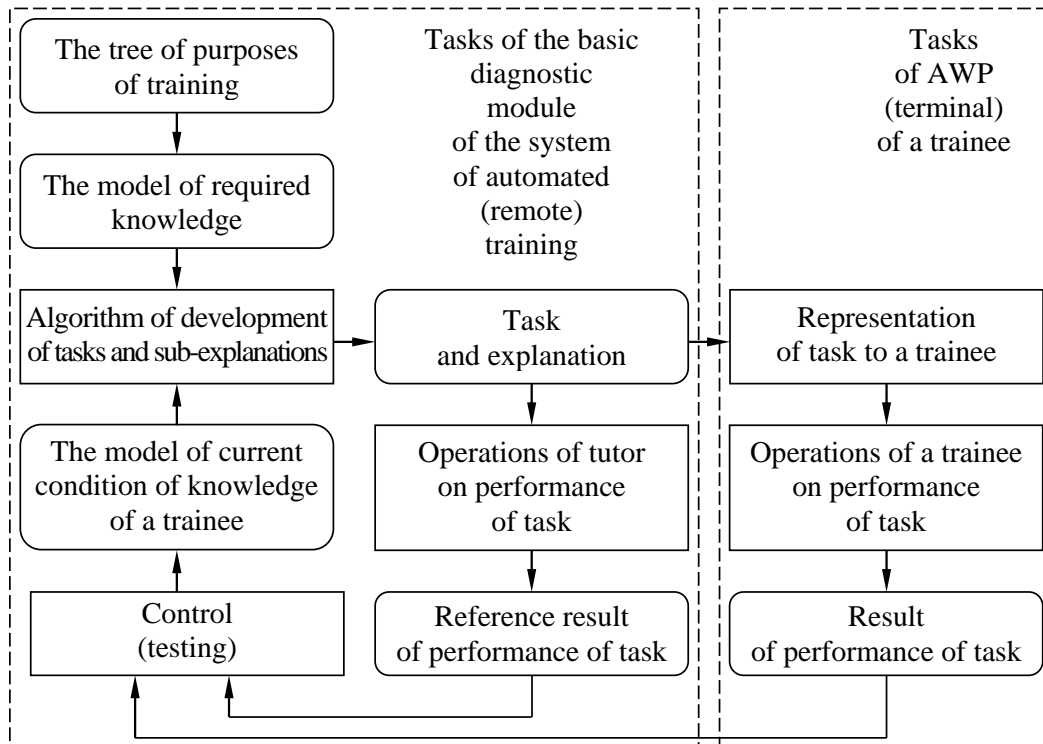 The tree of purposes
of training
Tasks of the basic
diagnostic
module
of the system
of automated
(remote)
training
Tasks
of AWP
(terminal)
of a trainee
The model of required
knowledge
Algorithm of development
of tasks and sub-explanations
Task
and explanation
Representation
of task to a trainee
The model of current
condition of knowledge
of a trainee
Operations of tutor
on performance
of task
Operations of a trainee
on performance
of task
Control
(testing)
Reference result
of performance of task
Result
of performance of task